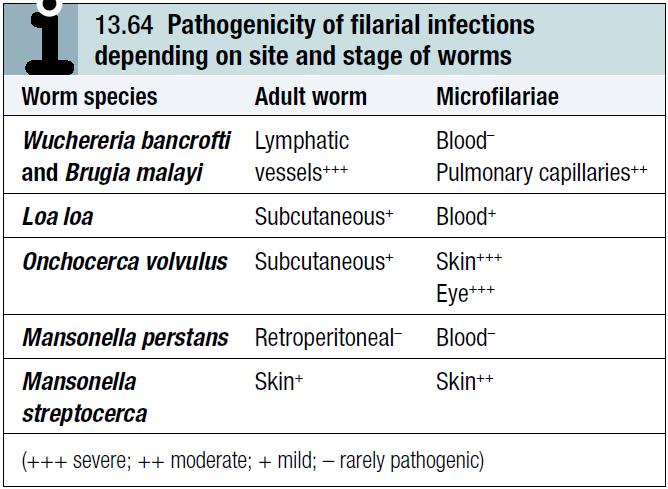 13.64 Pathogenicity of filarial infections
depending on site and stage of worms
Worm species Adult worm Microfilariae
Wuchereria bancrofti Lymphatic Blood–
and Brugia malayi vessels+++ Pulmonary capillaries++
Loa loa Subcutaneous+ Blood+
Onchocerca volvulus Subcutaneous+ Skin+++
Eye+++
Mansonella perstans Retroperitoneal– Blood–
Mansonella Skin+ Skin++
streptocerca
(+++ severe; ++ moderate; + mild; – rarely pathogenic)